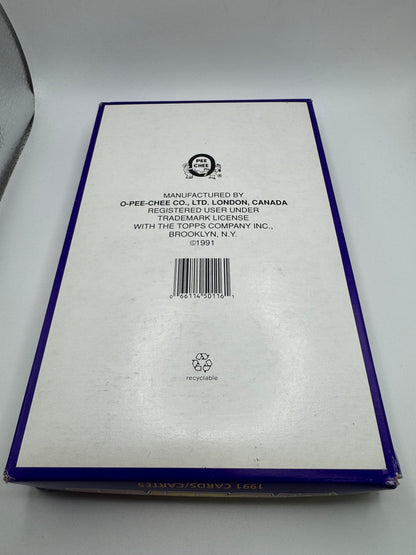 O
PEE
CHEE
MANUFACTURED BY
O-PEE-CHEE CO., LTD. LONDON, CANADA
REGISTERED USER UNDER
TRADEMARK LICENSE
WITH THE TOPPS COMPANY INC.,
BROOKLYN, N.Y.
©1991
0 66114 50116 1
recyclable
1991 CARDS/CARTES